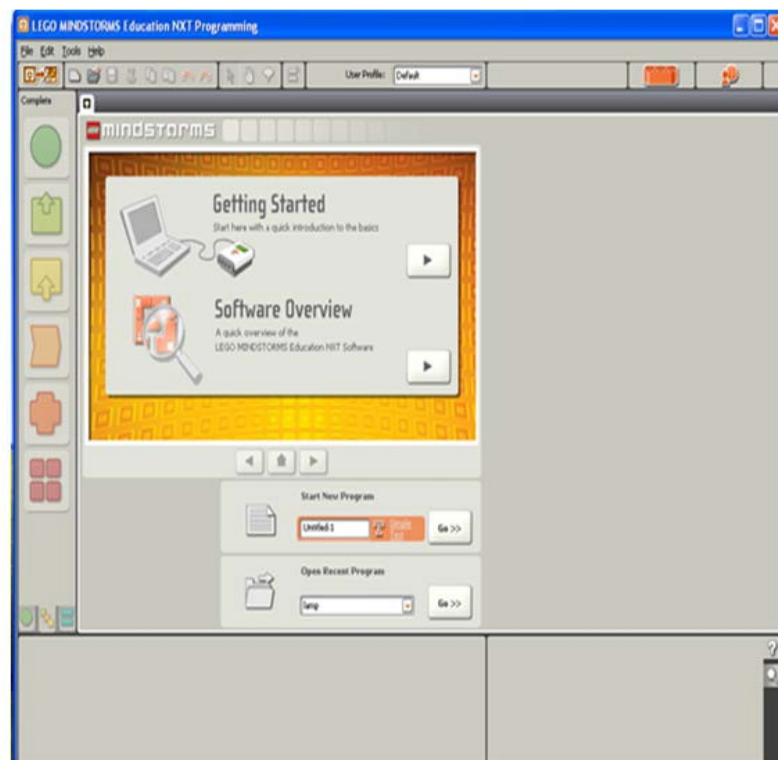 LEGO MINDSTORMS Education NXT Programming
File Edit Tools Help
User Profile: Default
Complete
LEGO mindstorms
Getting Started
Start here with a quick introduction to the basics
Software Overview
A quick overview of the
LEGO MINDSTORMS Education NXT Software
Start New Program
Untitled-1
Go >>
Open Recent Program
lamp
Go >>
?